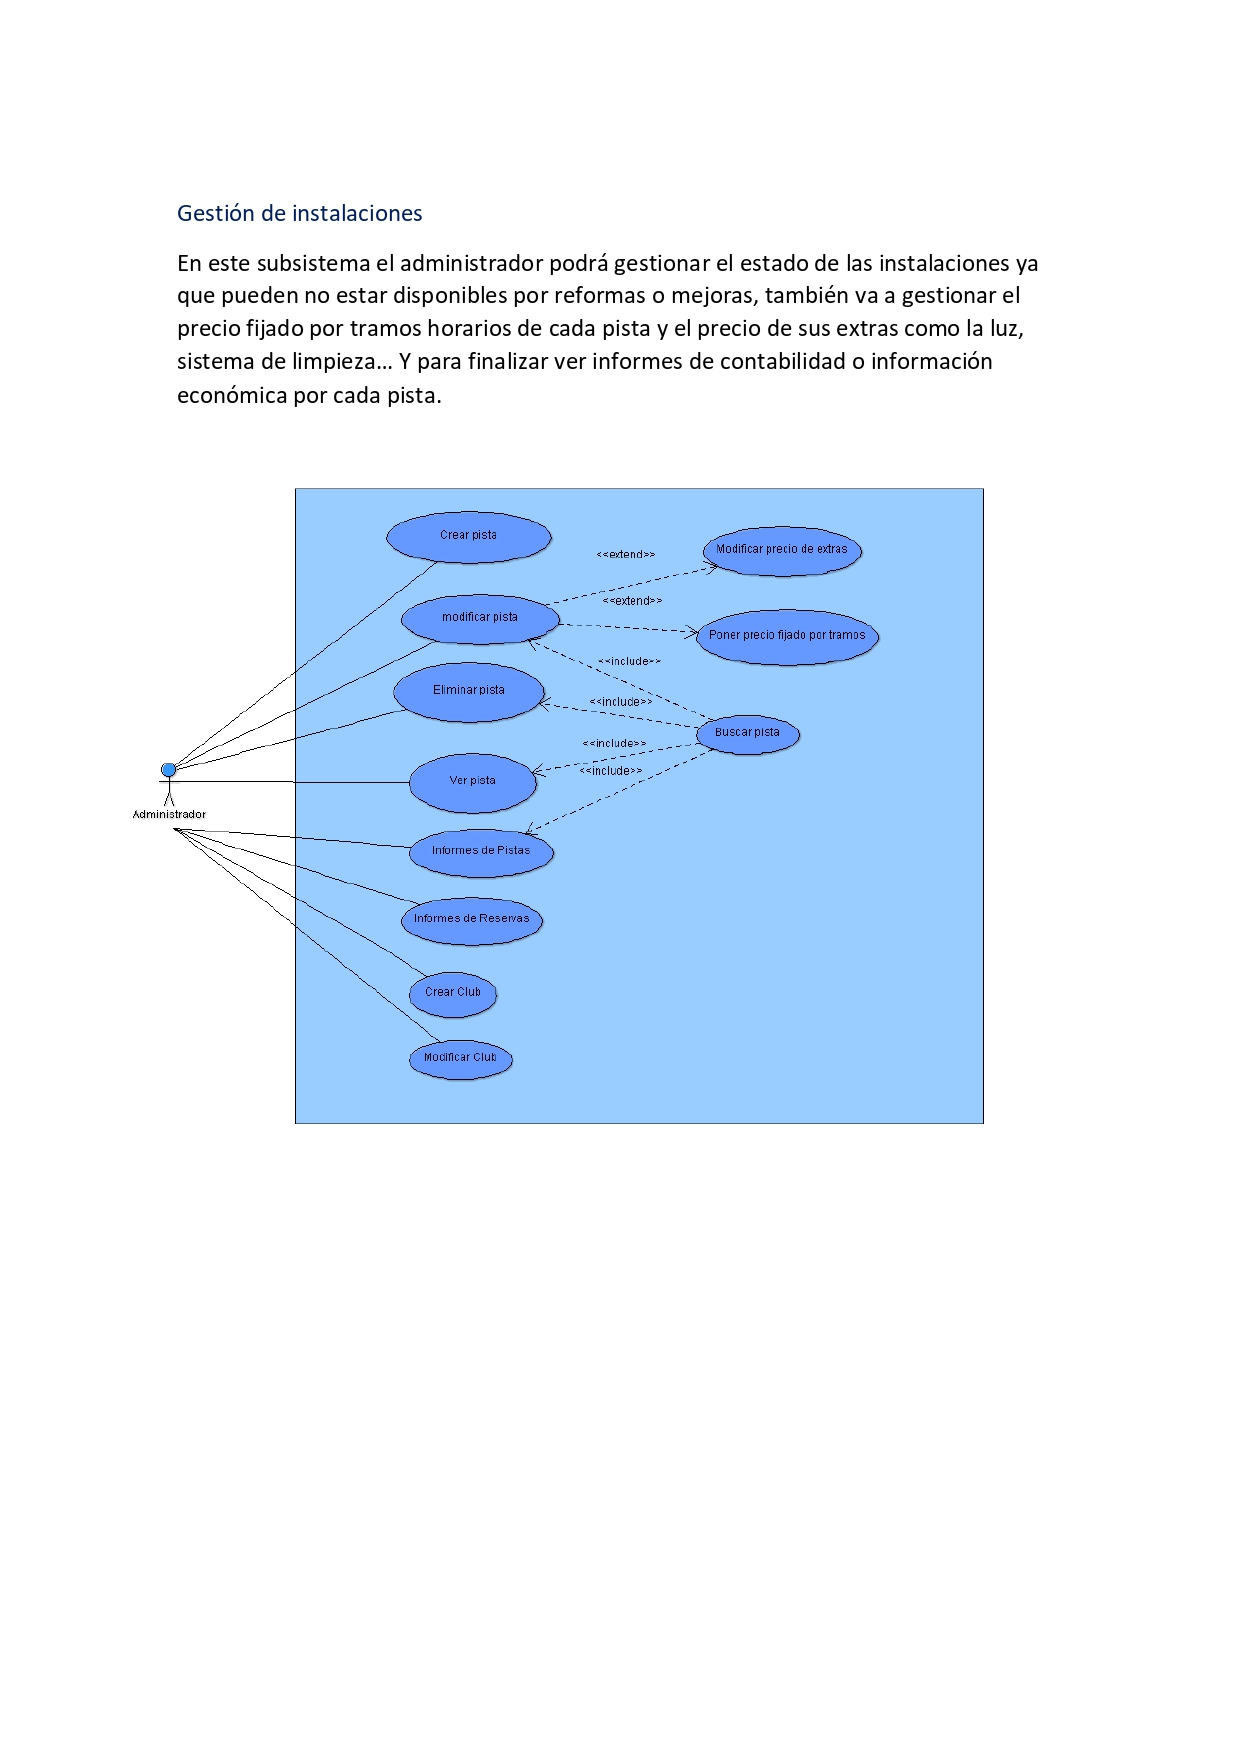 Gestión de instalaciones
En este subsistema el administrador podrá gestionar el estado de las instalaciones ya
que pueden no estar disponibles por reformas o mejoras, también va a gestionar el
precio fijado por tramos horarios de cada pista y el precio de sus extras como la luz,
sistema de limpieza... Y para finalizar ver informes de contabilidad o información
económica por cada pista.
Crear pista
<<extend>>
Modificar precio de extras
<<extend>>
modificar pista
Poner precio fijado por tramos
<<include>>
Eliminar pista
<<include>>
Buscar pista
<<include>>
<<include>>
Ver pista
Administrador
Informes de Pistas
Informes de Reservas
Crear Club
Modificar Club